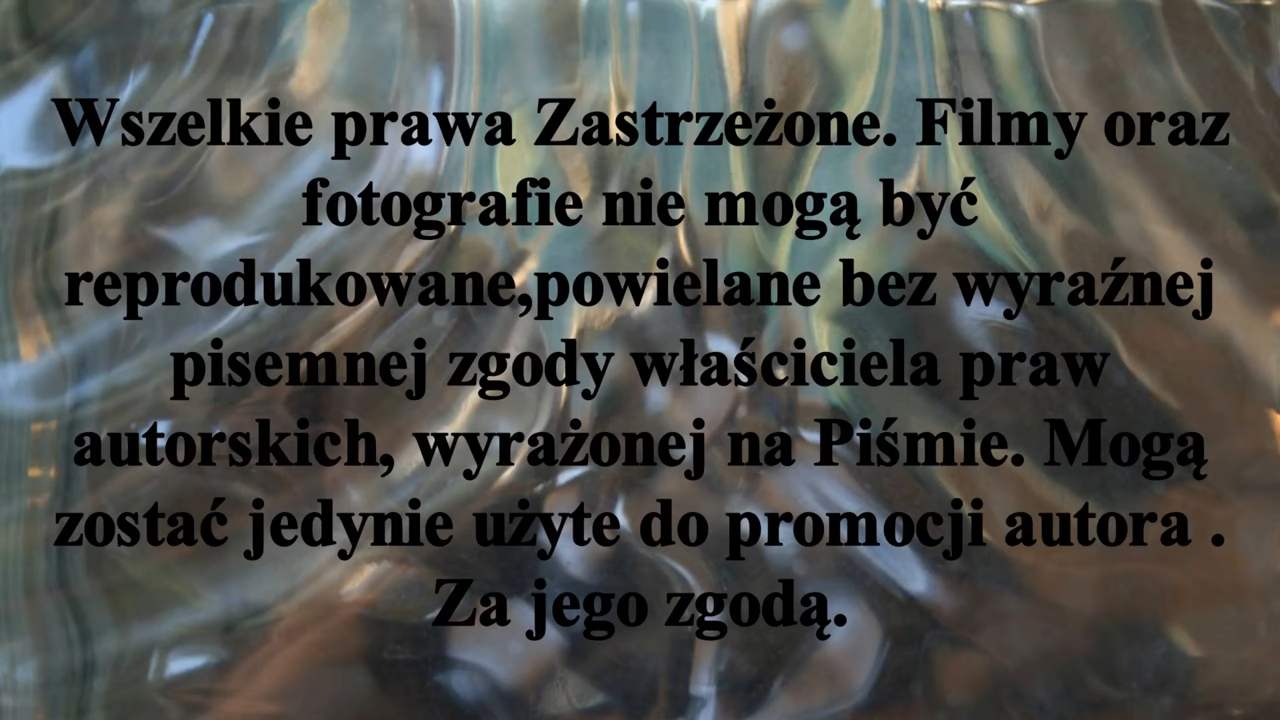 Wszelkie prawa Zastrzeżone. Filmy oraz
fotografie nie mogą być
reprodukowane,powielane bez wyraźnej
pisemnej zgody właściciela praw
autorskich, wyrażonej na Piśmie. Mogą
zostać jedynie użyte do promocji autora .
Za jego zgodą.